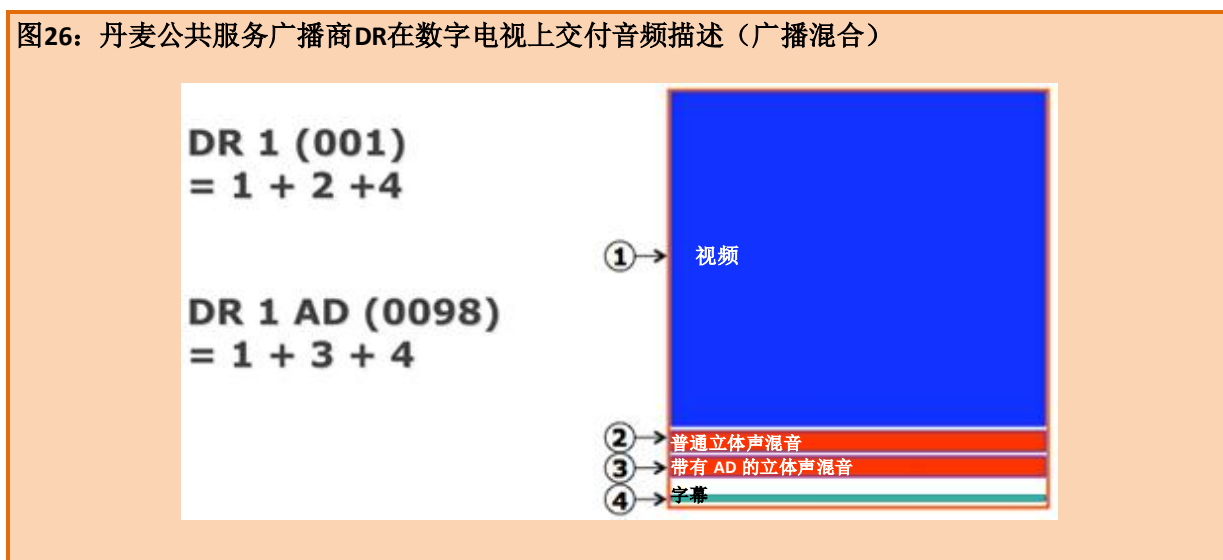 图26：丹麦公共服务广播商DR在数字电视上交付音频描述（广播混合）
DR 1 (001)
= 1 + 2 +4
DR 1 AD (0098)
= 1 + 3 + 4
① 视频
② 普通立体声混音
③ 带有 AD 的立体声混音
④ 字幕